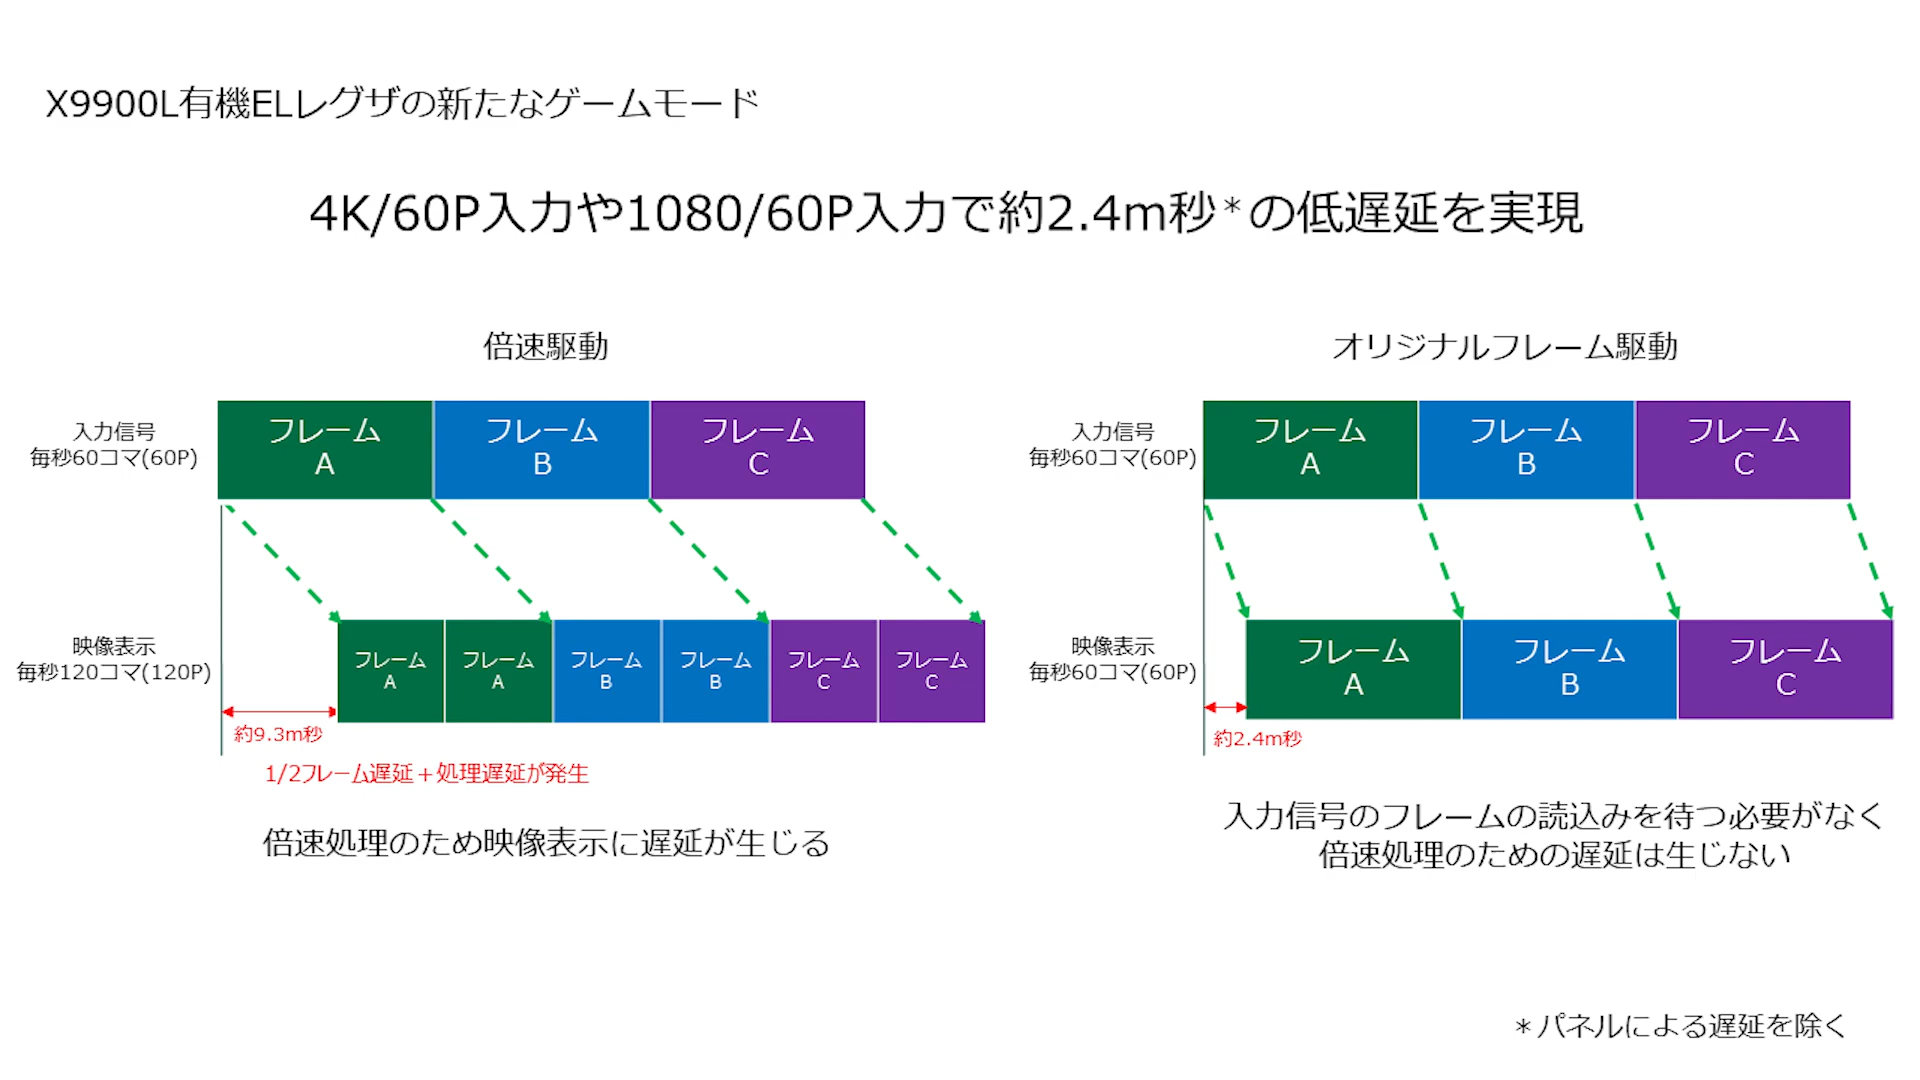 X9900L有機ELレグザの新たなゲームモード
4K/60P入力や1080/60P入力で約2.4m秒＊の低遅延を実現
倍速駆動
入力信号
毎秒60コマ(60P)
フレーム
A
フレーム
B
フレーム
C
映像表示
毎秒120コマ(120P)
フレーム
A
フレーム
A
フレーム
B
フレーム
B
フレーム
C
フレーム
C
約9.3m秒
1/2フレーム遅延＋処理遅延が発生
倍速処理のため映像表示に遅延が生じる
オリジナルフレーム駆動
入力信号
毎秒60コマ(60P)
フレーム
A
フレーム
B
フレーム
C
映像表示
毎秒60コマ(60P)
フレーム
A
フレーム
B
フレーム
C
約2.4m秒
入力信号のフレームの読込みを待つ必要がなく
倍速処理のための遅延は生じない
＊パネルによる遅延を除く